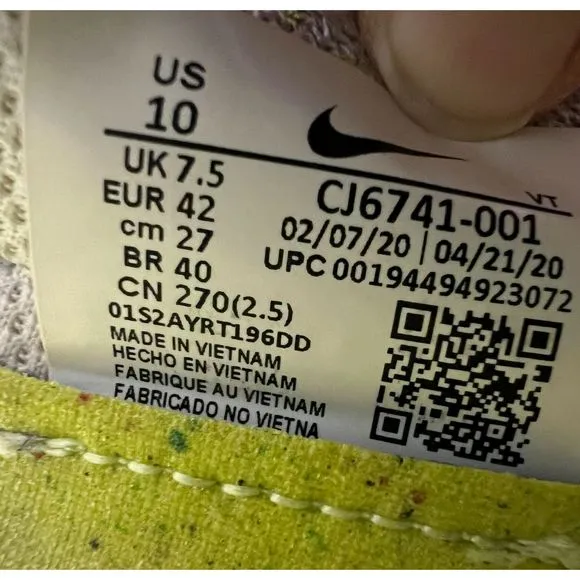 US
10
UK 7.5
EUR 42
cm 27
BR 40
CN 270(2.5)
01S2AYRT196DD
MADE IN VIETNAM
HECHO EN VIETNAM
FABRIQUE AU VIETNAM
FABRICADO NO VIETNA
VT
CJ6741-001
02/07/20 | 04/21/20
UPC 00194494923072